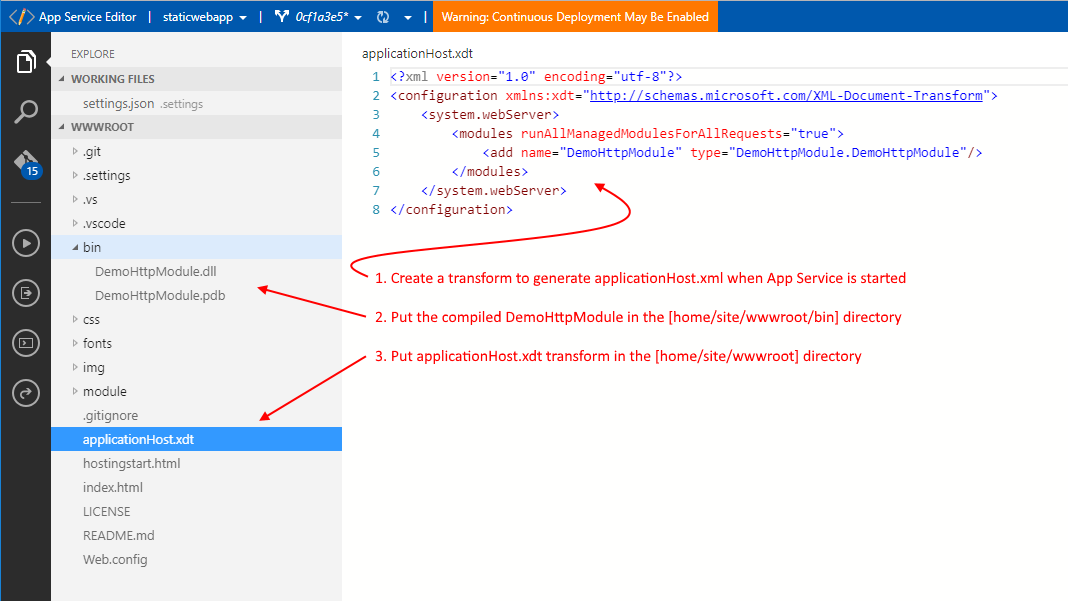 </> App Service Editor | staticwebapp | 0cf1a3e5* | Warning: Continuous Deployment May Be Enabled
EXPLORE
WORKING FILES
settings.json .settings
WWWROOT
.git
.settings
.vs
.vscode
bin
DemoHttpModule.dll
DemoHttpModule.pdb
css
fonts
img
module
.gitignore
applicationHost.xdt
hostingstart.html
index.html
LICENSE
README.md
Web.config
15
applicationHost.xdt
1 <?xml version="1.0" encoding="utf-8"?>
2 <configuration xmlns:xdt="http://schemas.microsoft.com/XML-Document-Transform">
3 <system.webServer>
4 <modules runAllManagedModulesForAllRequests="true">
5 <add name="DemoHttpModule" type="DemoHttpModule.DemoHttpModule"/>
6 </modules>
7 </system.webServer>
8 </configuration>
1. Create a transform to generate applicationHost.xml when App Service is started
2. Put the compiled DemoHttpModule in the [home/site/wwwroot/bin] directory
3. Put applicationHost.xdt transform in the [home/site/wwwroot] directory